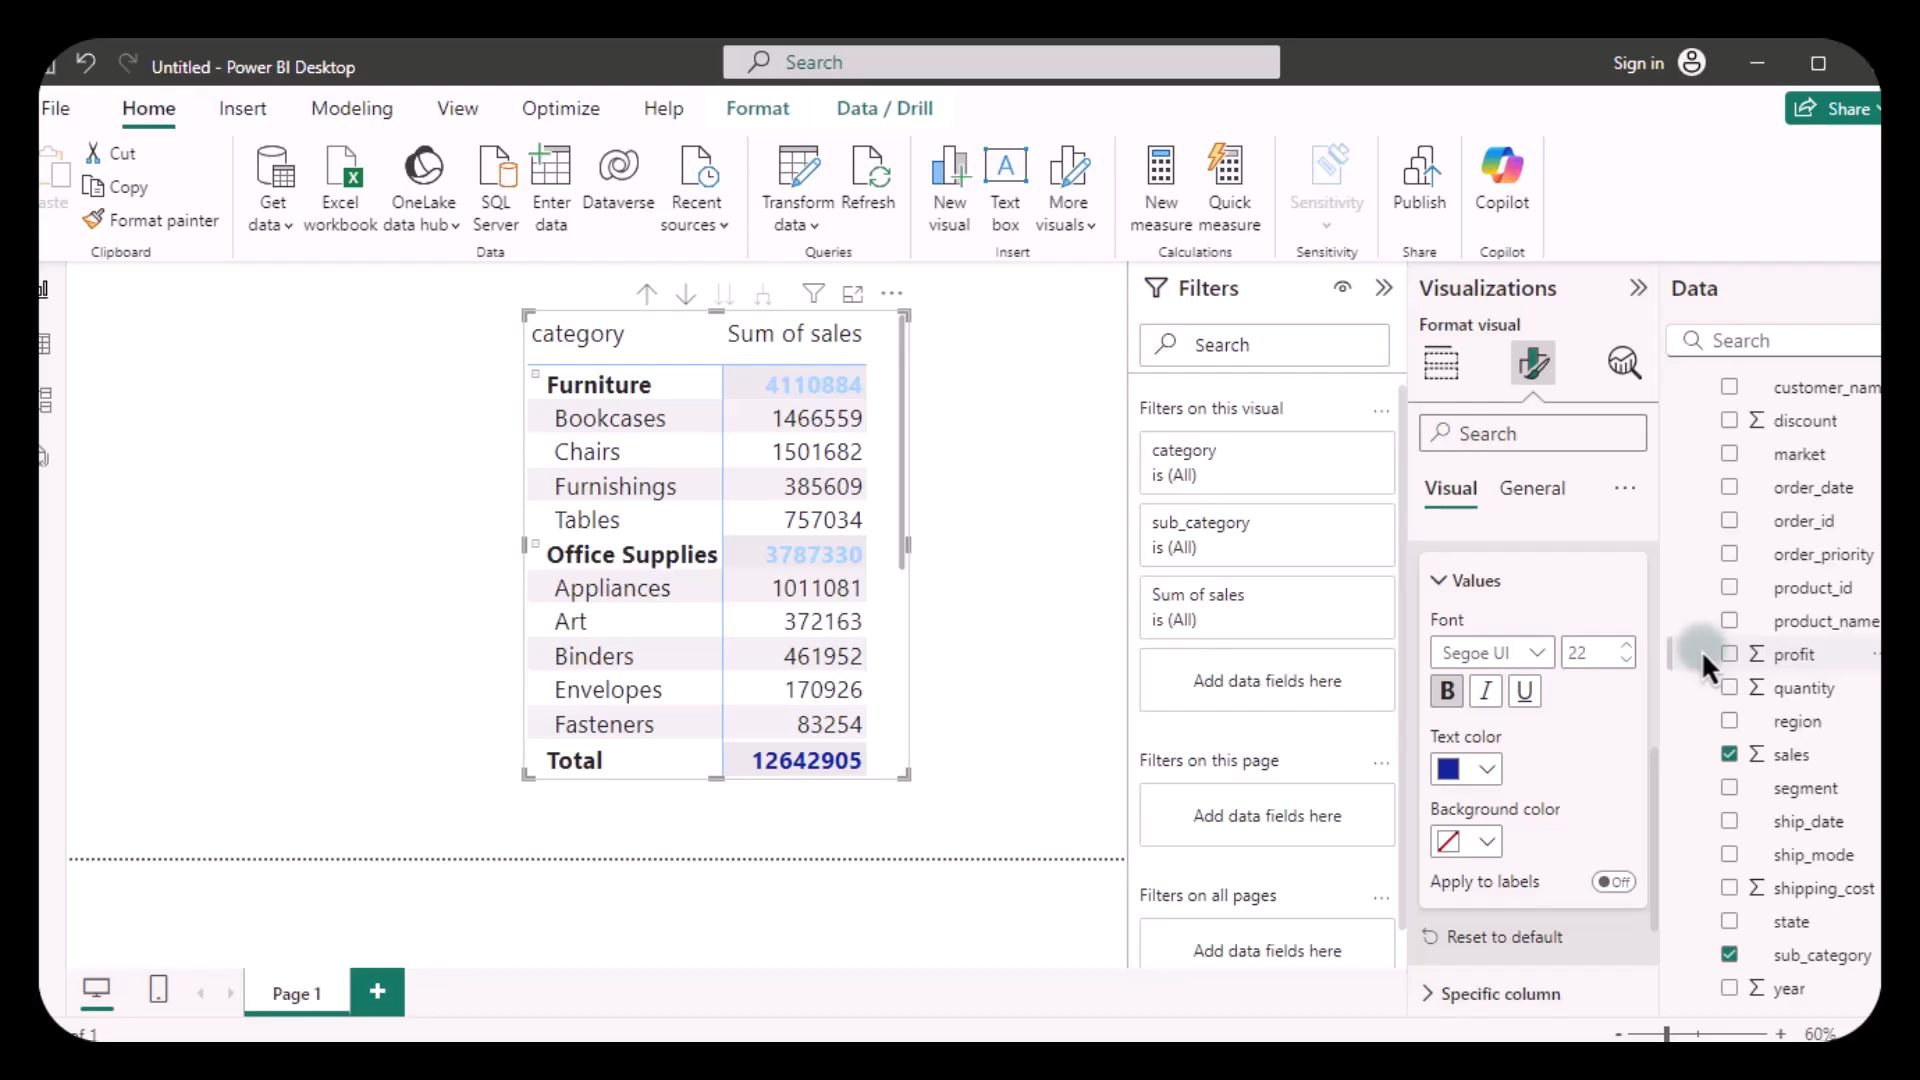 Untitled - Power BI Desktop
Search
Sign in
File
Home
Insert
Modeling
View
Optimize
Help
Format
Data / Drill
Share
Cut
Copy
Format painter
Clipboard
Get data
Excel workbook
OneLake data hub
SQL Server
Enter data
Dataverse
Recent sources
Data
Transform data
Refresh
Queries
New visual
Text box
More visuals
Insert
New measure
Quick measure
Calculations
Sensitivity
Sensitivity
Publish
Share
Copilot
Copilot
category Sum of sales
Furniture 4110884
Bookcases 1466559
Chairs 1501682
Furnishings 385609
Tables 757034
Office Supplies 3787330
Appliances 1011081
Art 372163
Binders 461952
Envelopes 170926
Fasteners 83254
Total 12642905
Filters
Search
Filters on this visual
category
is (All)
sub_category
is (All)
Sum of sales
is (All)
Add data fields here
Filters on this page
Add data fields here
Filters on all pages
Add data fields here
Visualizations
Format visual
Search
Visual
General
Values
Font
Segoe UI
22
B I U
Text color
Background color
Apply to labels
Off
Reset to default
Specific column
Data
Search
customer_nam
discount
market
order_date
order_id
order_priority
product_id
product_name
profit
quantity
region
sales
segment
ship_date
ship_mode
shipping_cost
state
sub_category
year
Page 1
of 1
60%